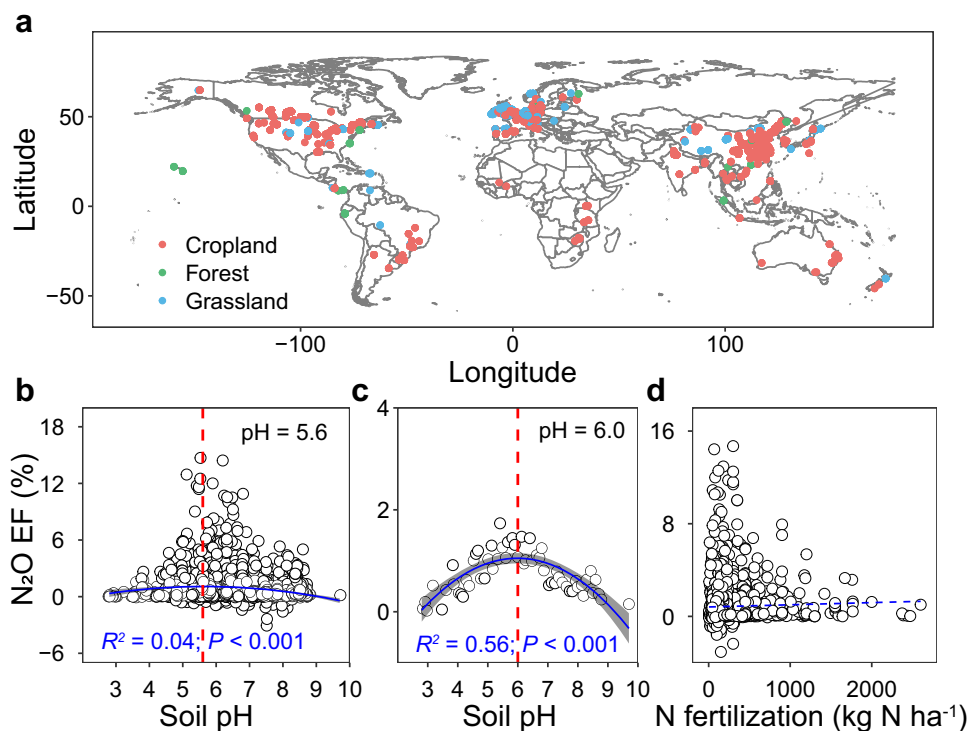 a
Latitude
50
0
−50
Cropland
Forest
Grassland
−100 0 100
Longitude
b
N₂O EF (%)
18
12
6
0
−6
pH = 5.6
R² = 0.04; P < 0.001
3 4 5 6 7 8 9 10
Soil pH
c
4
2
0
pH = 6.0
R² = 0.56; P < 0.001
3 4 5 6 7 8 9 10
Soil pH
d
16
8
0
0 1000 2000
N fertilization (kg N ha⁻¹)